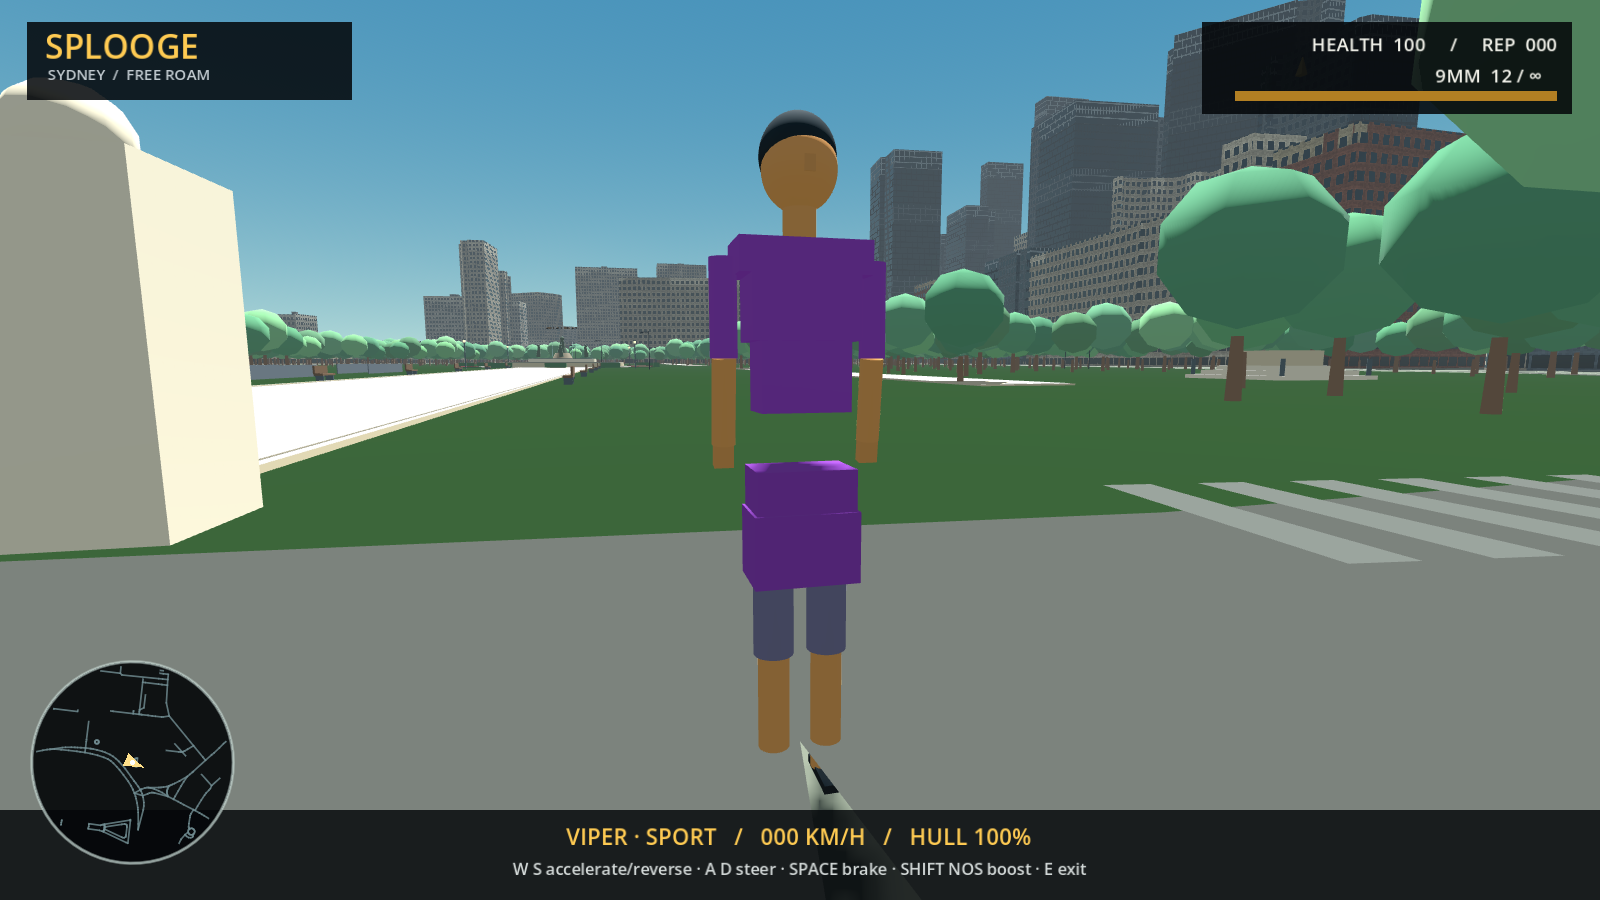 SPLOOGE
SYDNEY / FREE ROAM
HEALTH 100 / REP 000
9MM 12 / ∞
VIPER · SPORT / 000 KM/H / HULL 100%
W S accelerate/reverse · A D steer · SPACE brake · SHIFT NOS boost · E exit